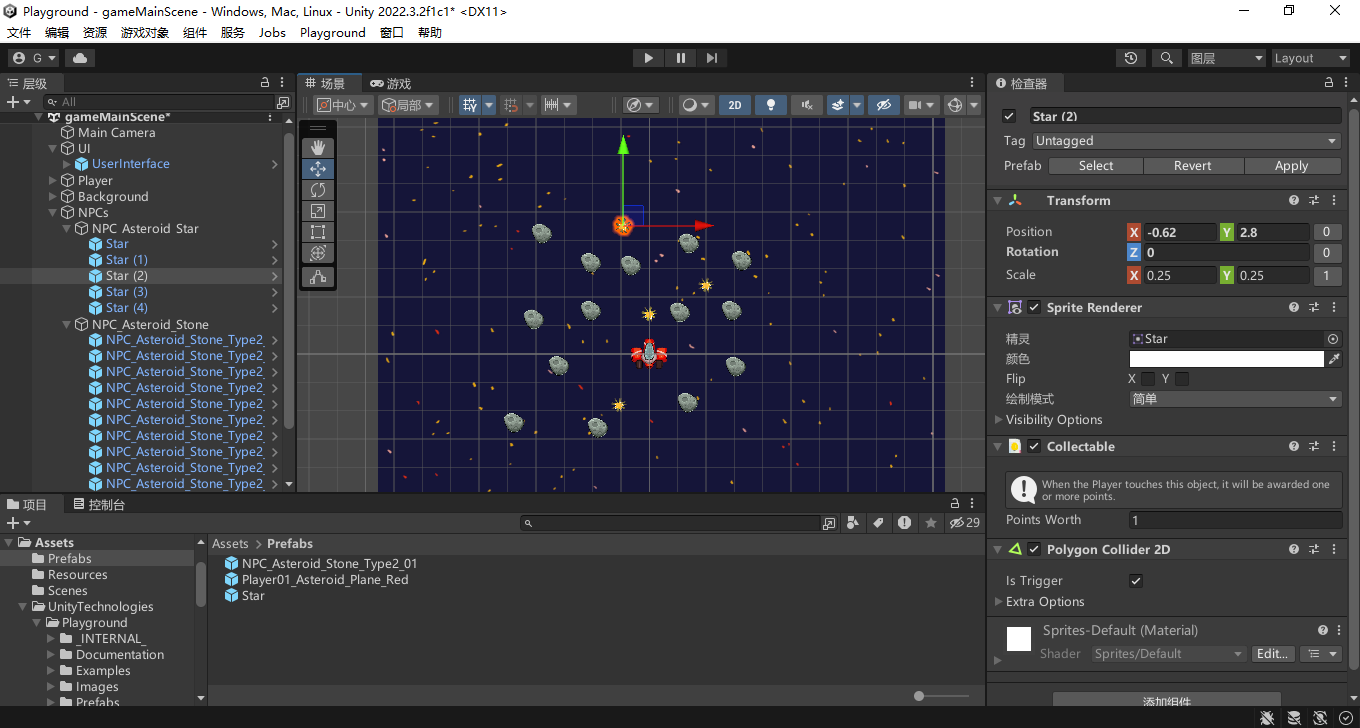 Playground - gameMainScene - Windows, Mac, Linux - Unity 2022.3.2f1c1* <DX11>
文件 编辑 资源 游戏对象 组件 服务 Jobs Playground 窗口 帮助
G 图层 Layout
层级
All
gameMainScene*
Main Camera
UI
UserInterface
Player
Background
NPCs
NPC_Asteroid_Star
Star
Star (1)
Star (2)
Star (3)
Star (4)
NPC_Asteroid_Stone
NPC_Asteroid_Stone_Type2_
NPC_Asteroid_Stone_Type2_
NPC_Asteroid_Stone_Type2_
NPC_Asteroid_Stone_Type2_
NPC_Asteroid_Stone_Type2_
NPC_Asteroid_Stone_Type2_
NPC_Asteroid_Stone_Type2_
NPC_Asteroid_Stone_Type2_
NPC_Asteroid_Stone_Type2_
NPC_Asteroid_Stone_Type2_
场景 游戏
中心 局部 2D
检查器
Star (2)
Tag Untagged
Prefab Select Revert Apply
Transform
Position X -0.62 Y 2.8 0
Rotation Z 0 0
Scale X 0.25 Y 0.25 1
Sprite Renderer
精灵 Star
颜色
Flip X Y
绘制模式 简单
Visibility Options
Collectable
When the Player touches this object, it will be awarded one
or more points.
Points Worth 1
Polygon Collider 2D
Is Trigger
Extra Options
Sprites-Default (Material)
Shader Sprites/Default Edit...
添加组件
项目 控制台
29
Assets
Prefabs
Resources
Scenes
UnityTechnologies
Playground
_INTERNAL_
Documentation
Examples
Images
Prefabs
Assets > Prefabs
NPC_Asteroid_Stone_Type2_01
Player01_Asteroid_Plane_Red
Star